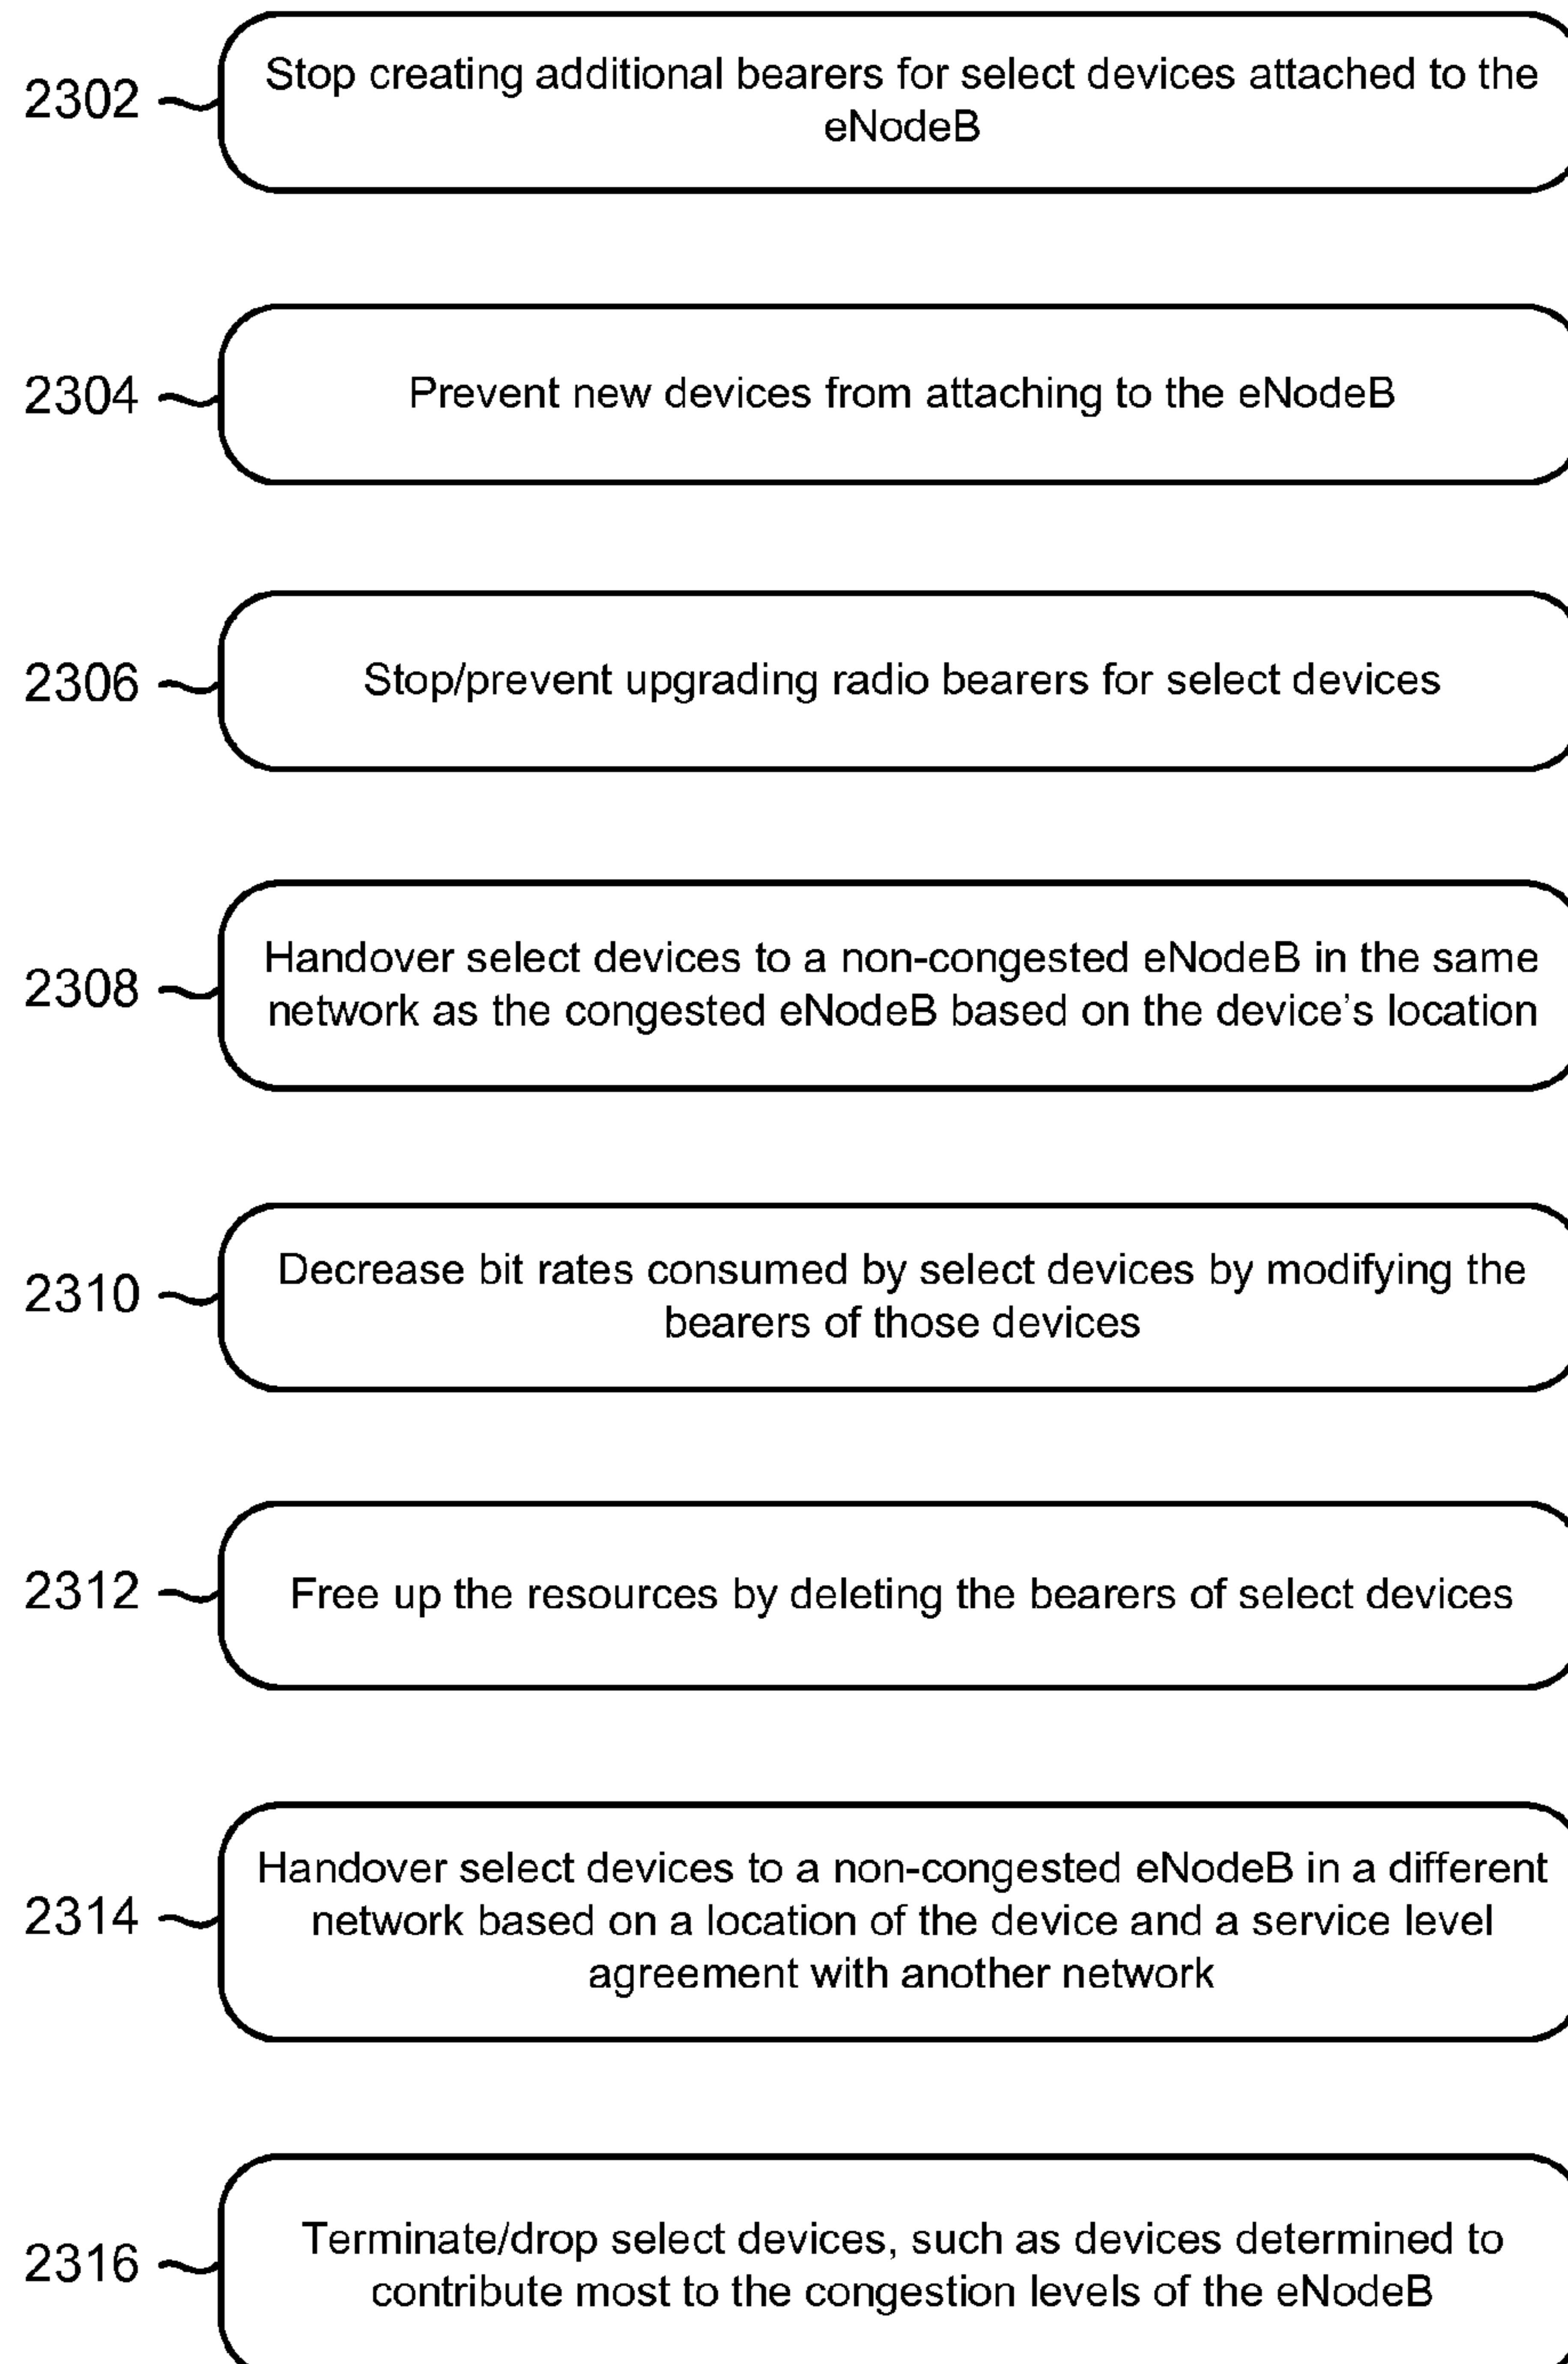 2302
Stop creating additional bearers for select devices attached to the
eNodeB
2304
Prevent new devices from attaching to the eNodeB
2306
Stop/prevent upgrading radio bearers for select devices
2308
Handover select devices to a non-congested eNodeB in the same
network as the congested eNodeB based on the device's location
2310
Decrease bit rates consumed by select devices by modifying the
bearers of those devices
2312
Free up the resources by deleting the bearers of select devices
2314
Handover select devices to a non-congested eNodeB in a different
network based on a location of the device and a service level
agreement with another network
2316
Terminate/drop select devices, such as devices determined to
contribute most to the congestion levels of the eNodeB